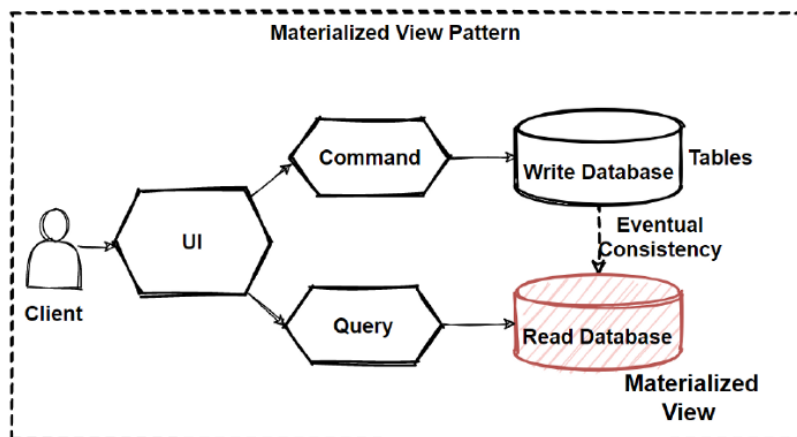 Materialized View Pattern
Command
Write Database
Tables
UI
Eventual
Consistency
Client
Query
Read Database
Materialized
View